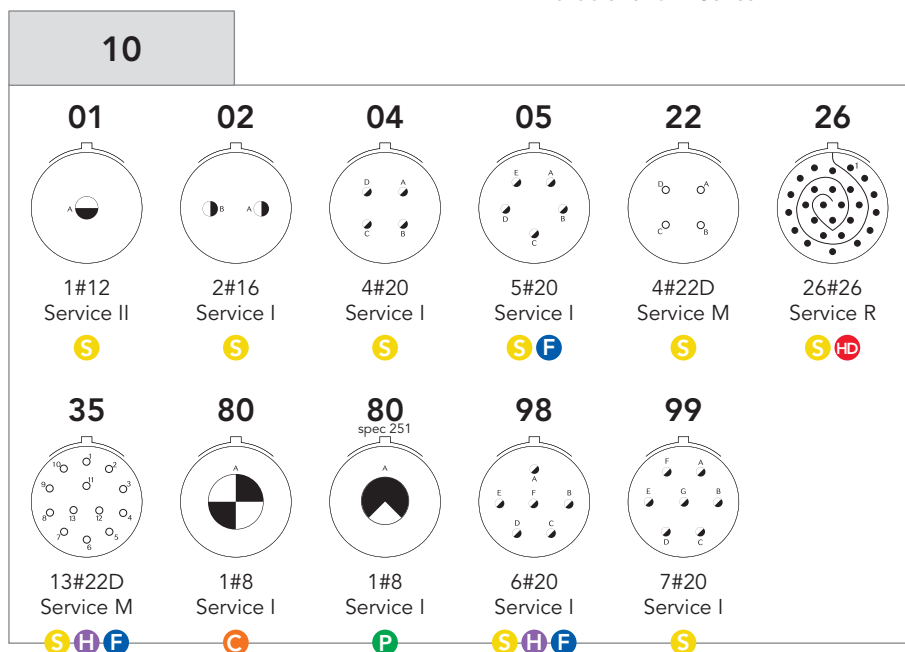 10
01 02 04 05 22 26
A
B A
D A
C B
E A
D B
C
D A
C B
1
1#12 2#16 4#20 5#20 4#22D 26#26
Service II Service I Service I Service I Service M Service R
S S S S F S S HD
35 80 80 98 99
spec 251
10 1 2
9 11 3
8 13 12 4
7 6 5
A
A
A
E F B
D C
F A
E G B
D C
13#22D 1#8 1#8 6#20 7#20
Service M Service I Service I Service I Service I
S H F C P S H F S